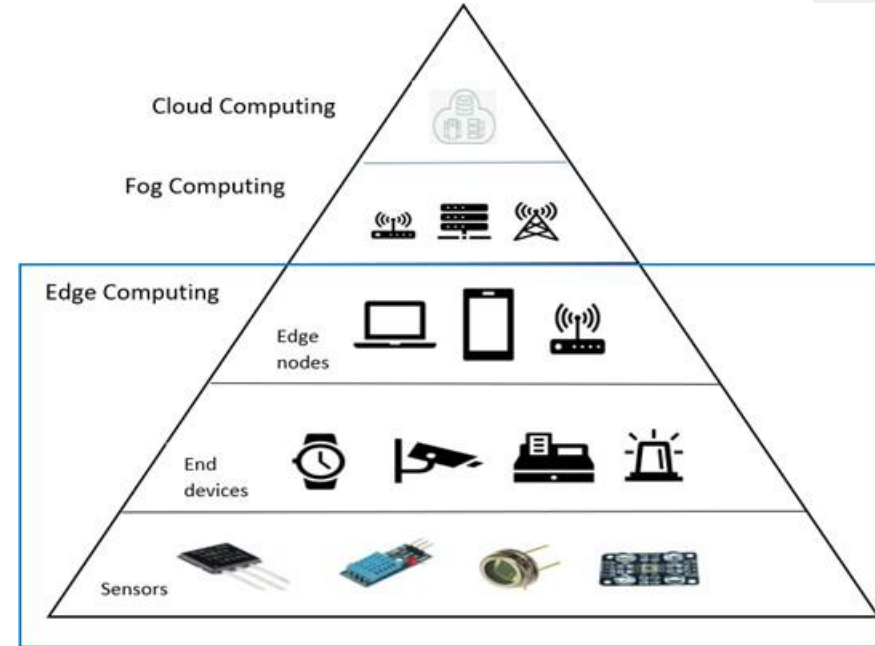 Cloud Computing
Fog Computing
Edge Computing
Edge
nodes
End
devices
Sensors